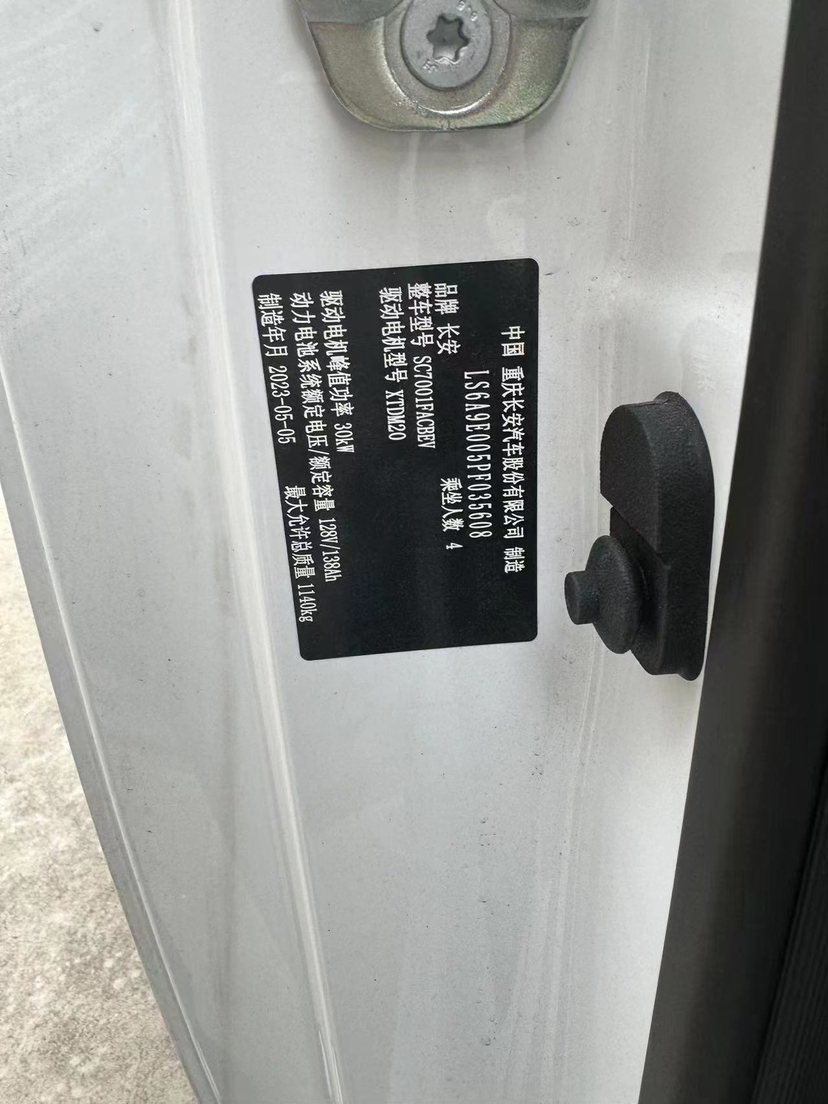 中国 重庆长安汽车股份有限公司 制造
LS6A9E005PF035608
品牌 长安 乘坐人数 4
整车型号 SC7001FACBEV
驱动电机型号 XTDM20
驱动电机峰值功率 30kW
动力电池系统额定电压/额定容量 128V/138Ah
制造年月 2023-05-05 最大允许总质量 1140kg